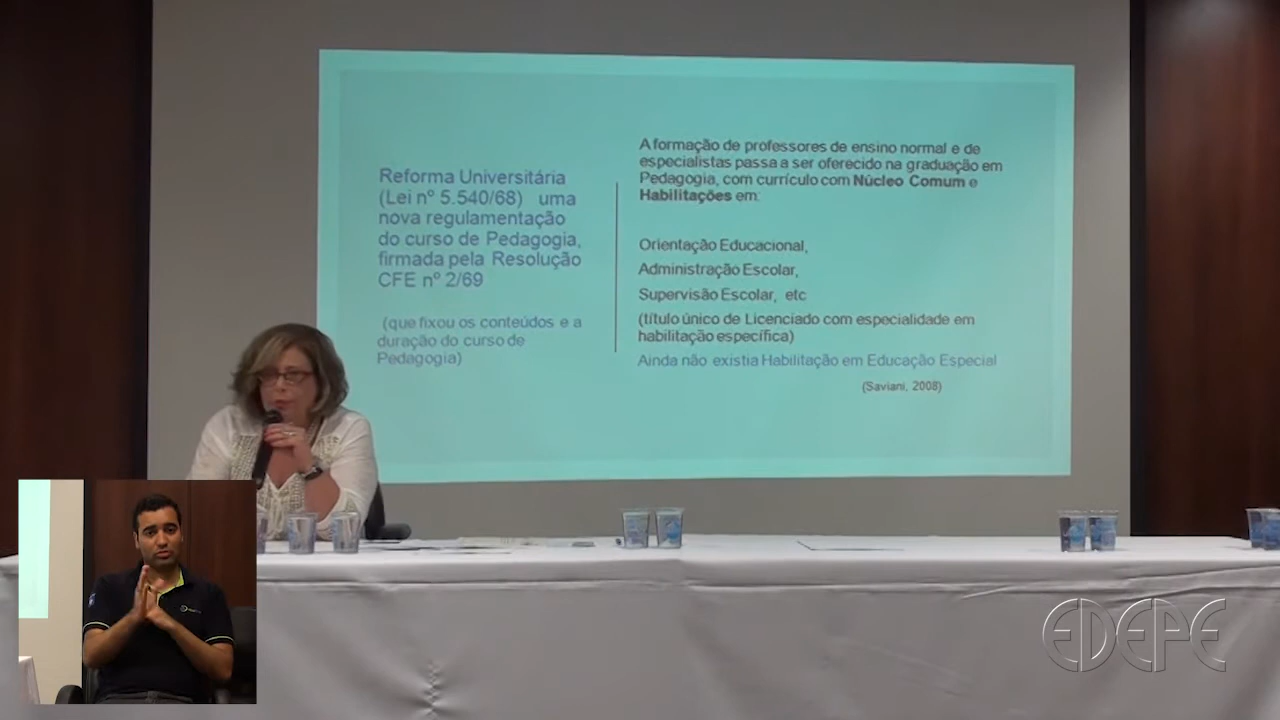 Reforma Universitária
(Lei nº 5.540/68) uma
nova regulamentação
do curso de Pedagogia,
firmada pela Resolução
CFE nº 2/69
(que fixou os conteúdos e a
duração do curso de
Pedagogia)
A formação de professores de ensino normal e de
especialistas passa a ser oferecido na graduação em
Pedagogia, com currículo com Núcleo Comum e
Habilitações em:
Orientação Educacional,
Administração Escolar,
Supervisão Escolar, etc
(título único de Licenciado com especialidade em
habilitação específica)
Ainda não existia Habilitação em Educação Especial
(Saviani, 2008)
EDEPE